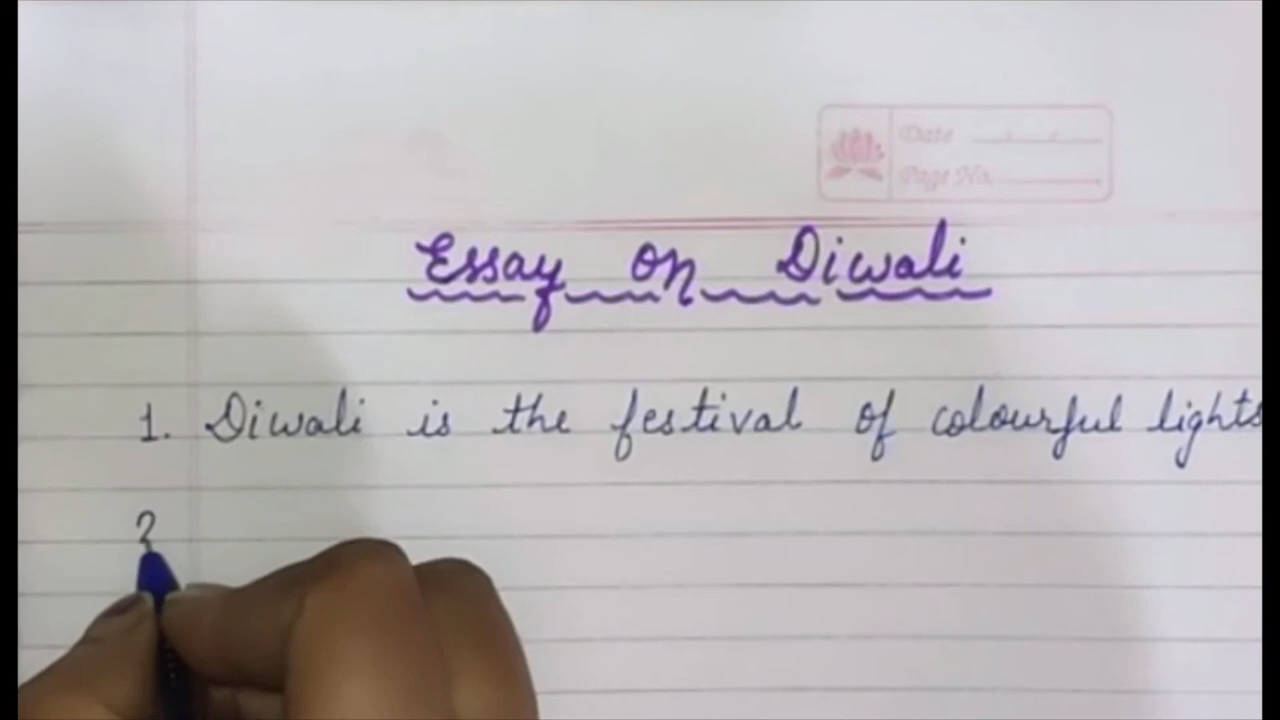 Date
Page No.
Essay on Diwali
1. Diwali is the festival of colourful lights
2